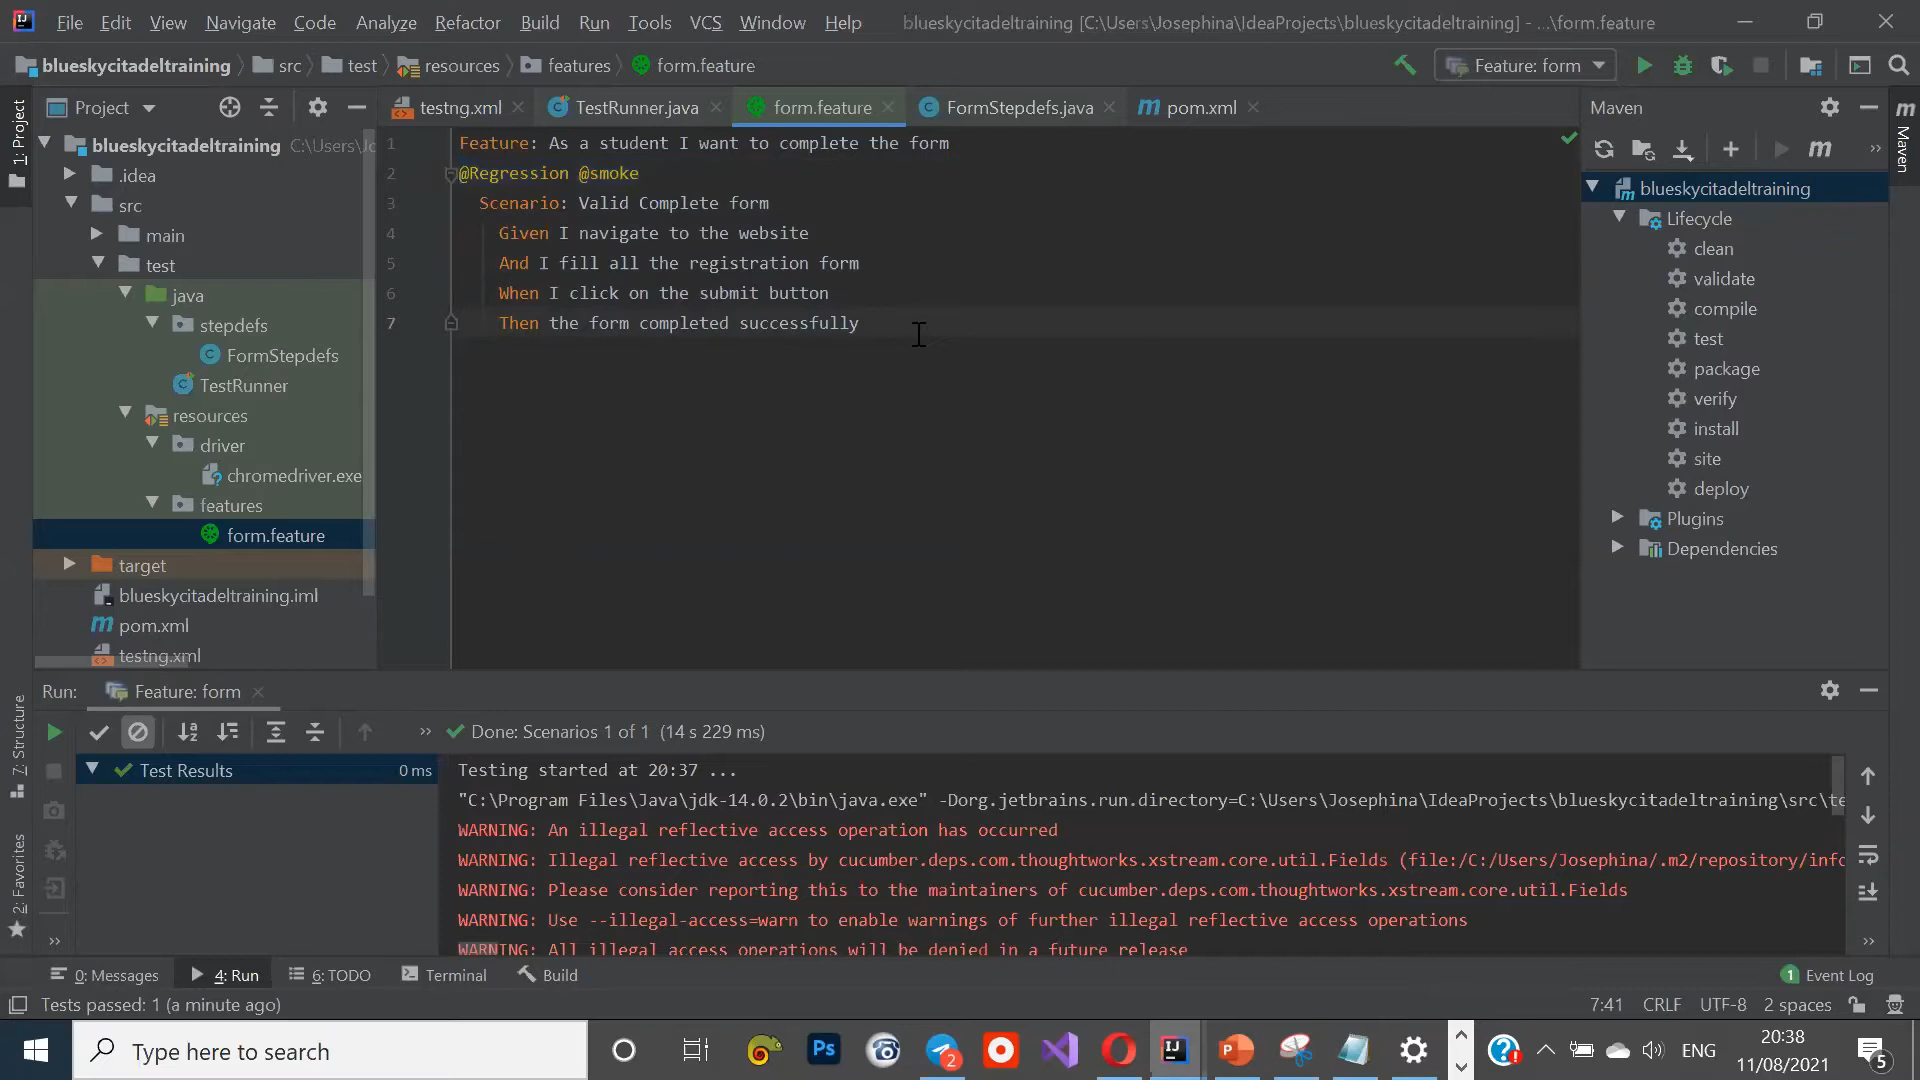 File Edit View Navigate Code Analyze Refactor Build Run Tools VCS Window Help blueskycitadeltraining [C:\Users\Josephina\IdeaProjects\blueskycitadeltraining] - ...\form.feature
blueskycitadeltraining src test resources features form.feature Feature: form
1: Project
Project
testng.xml TestRunner.java form.feature FormStepdefs.java pom.xml
Maven
Maven
blueskycitadeltraining
.idea
src
main
test
java
stepdefs
FormStepdefs
TestRunner
resources
driver
chromedriver.exe
features
form.feature
target
blueskycitadeltraining.iml
pom.xml
testng.xml
1 Feature: As a student I want to complete the form
2 @Regression @smoke
3 Scenario: Valid Complete form
4 Given I navigate to the website
5 And I fill all the registration form
6 When I click on the submit button
7 Then the form completed successfully
blueskycitadeltraining
Lifecycle
clean
validate
compile
test
package
verify
install
site
deploy
Plugins
Dependencies
Run: Feature: form
7: Structure
2: Favorites
Done: Scenarios 1 of 1 (14 s 229 ms)
Test Results 0 ms
Testing started at 20:37 ...
"C:\Program Files\Java\jdk-14.0.2\bin\java.exe" -Dorg.jetbrains.run.directory=C:\Users\Josephina\IdeaProjects\blueskycitadeltraining\src\te
WARNING: An illegal reflective access operation has occurred
WARNING: Illegal reflective access by cucumber.deps.com.thoughtworks.xstream.core.util.Fields (file:/C:/Users/Josephina/.m2/repository/info
WARNING: Please consider reporting this to the maintainers of cucumber.deps.com.thoughtworks.xstream.core.util.Fields
WARNING: Use --illegal-access=warn to enable warnings of further illegal reflective access operations
WARNING: All illegal access operations will be denied in a future release
0: Messages 4: Run 6: TODO Terminal Build 1 Event Log
Tests passed: 1 (a minute ago) 7:41 CRLF UTF-8 2 spaces
Type here to search Ps 2 IJ ENG 20:38
11/08/2021 5